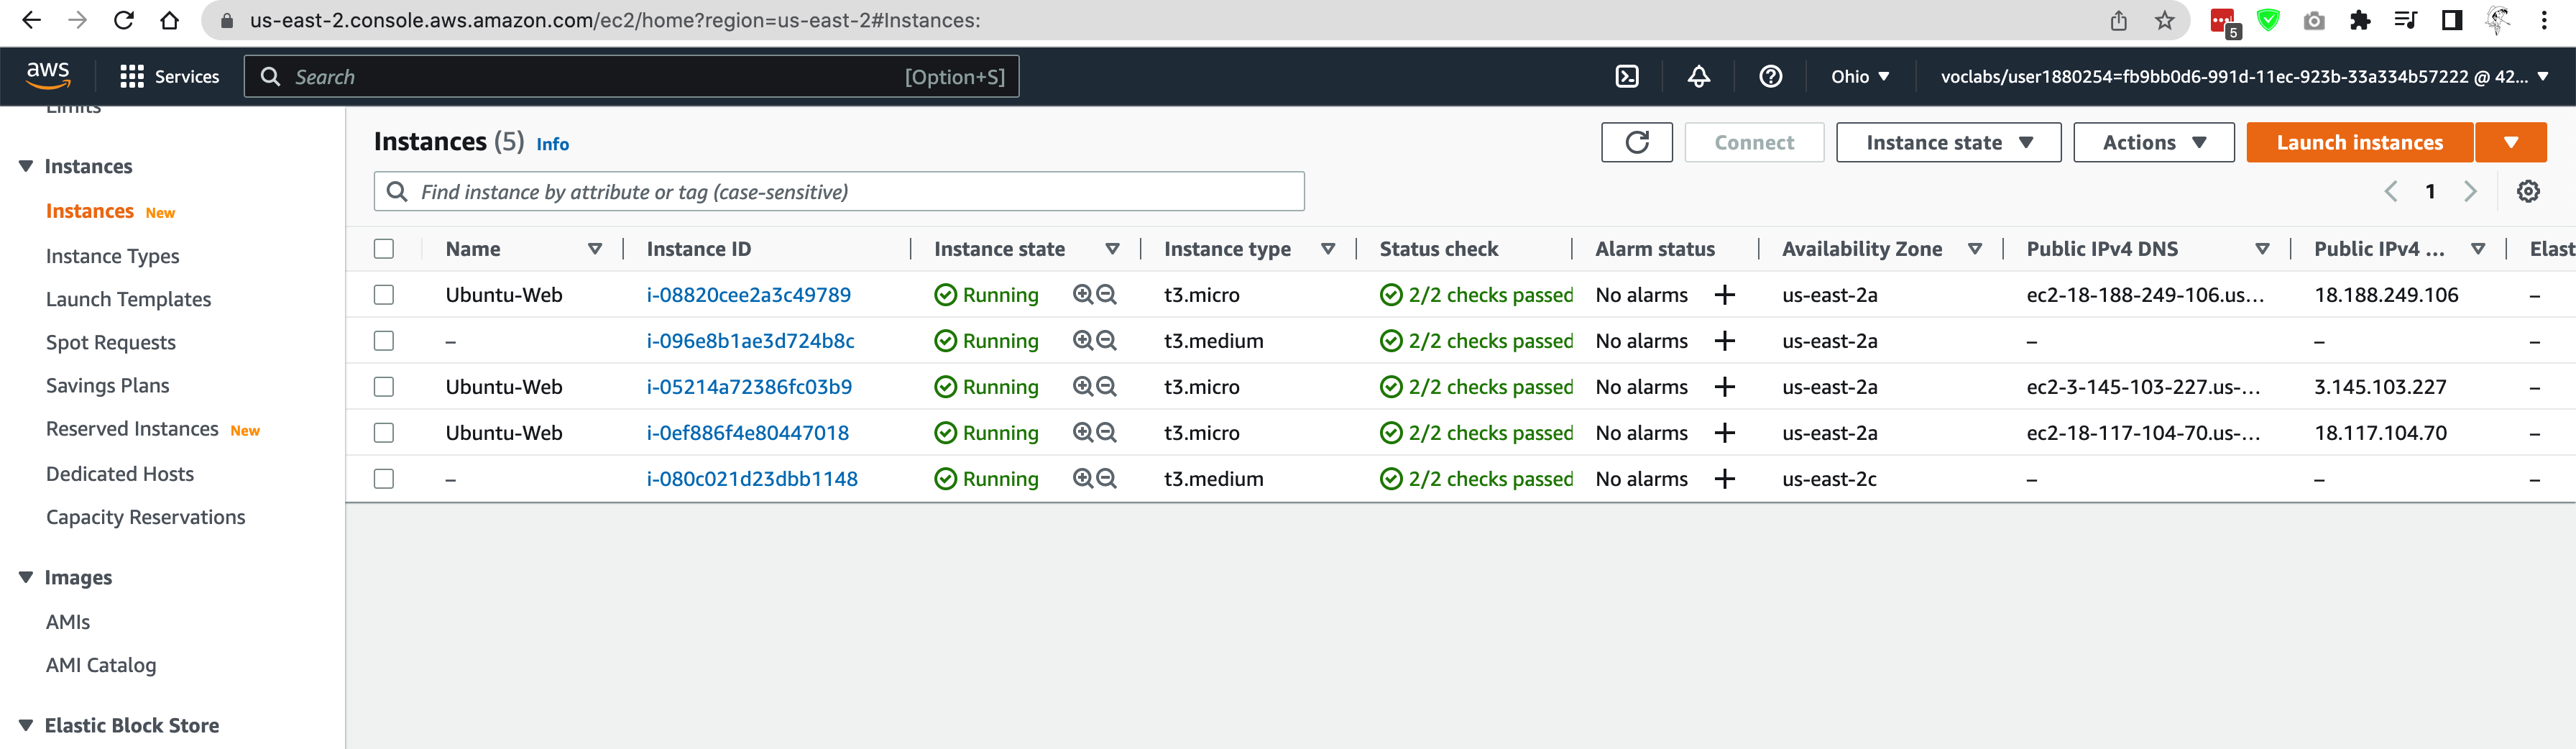 us-east-2.console.aws.amazon.com/ec2/home?region=us-east-2#Instances:
5
aws
Services
Search
[Option+S]
Ohio
voclabs/user1880254=fb9bb0d6-991d-11ec-923b-33a334b57222 @ 42...
Limits
Instances
Instances New
Instance Types
Launch Templates
Spot Requests
Savings Plans
Reserved Instances New
Dedicated Hosts
Capacity Reservations
Images
AMIs
AMI Catalog
Elastic Block Store
Instances (5) Info
Connect
Instance state
Actions
Launch instances
Find instance by attribute or tag (case-sensitive)
1
Name Instance ID Instance state Instance type Status check Alarm status Availability Zone Public IPv4 DNS Public IPv4 ... Elast
Ubuntu-Web i-08820cee2a3c49789 Running t3.micro 2/2 checks passed No alarms + us-east-2a ec2-18-188-249-106.us... 18.188.249.106 –
– i-096e8b1ae3d724b8c Running t3.medium 2/2 checks passed No alarms + us-east-2a – – –
Ubuntu-Web i-05214a72386fc03b9 Running t3.micro 2/2 checks passed No alarms + us-east-2a ec2-3-145-103-227.us-... 3.145.103.227 –
Ubuntu-Web i-0ef886f4e80447018 Running t3.micro 2/2 checks passed No alarms + us-east-2a ec2-18-117-104-70.us-... 18.117.104.70 –
– i-080c021d23dbb1148 Running t3.medium 2/2 checks passed No alarms + us-east-2c – – –